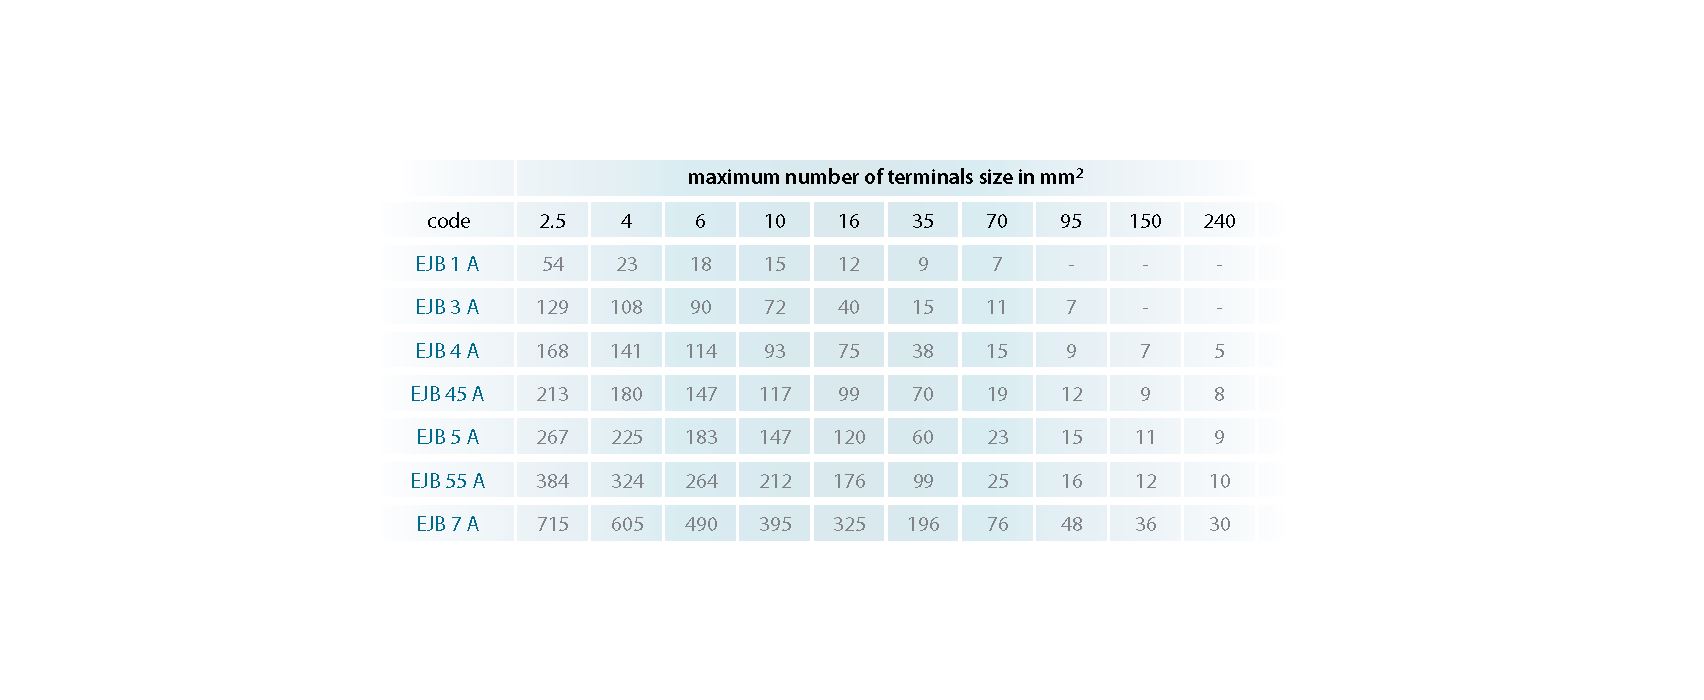 maximum number of terminals size in mm²
code 2.5 4 6 10 16 35 70 95 150 240
EJB 1 A 54 23 18 15 12 9 7 - - -
EJB 3 A 129 108 90 72 40 15 11 7 - -
EJB 4 A 168 141 114 93 75 38 15 9 7 5
EJB 45 A 213 180 147 117 99 70 19 12 9 8
EJB 5 A 267 225 183 147 120 60 23 15 11 9
EJB 55 A 384 324 264 212 176 99 25 16 12 10
EJB 7 A 715 605 490 395 325 196 76 48 36 30